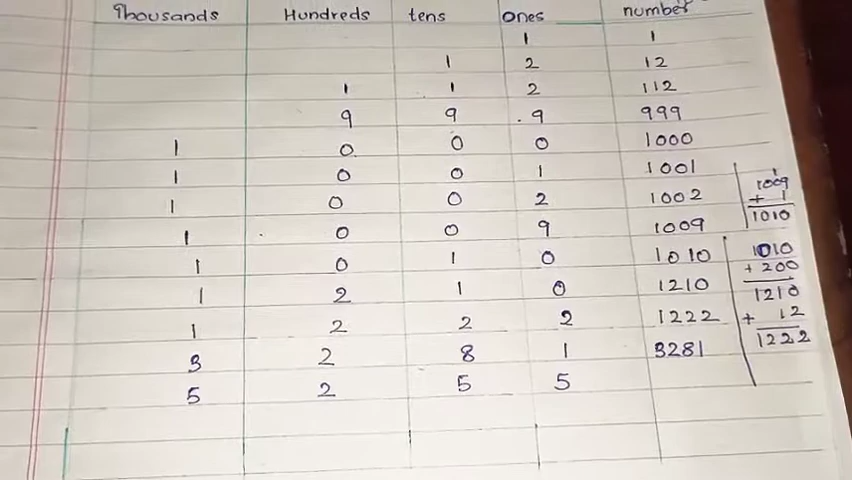 Thousands Hundreds tens Ones number
1 1
1 2 12
1 1 2 112
9 9 .9 999
1 0 0 0 1000
1 0 0 1 1001
1 0 0 2 1002
1 0 0 9 1009
1 0 1 0 1010
1 2 1 0 1210
1 2 2 2 1222
3 2 8 1 3281
5 2 5 5
1
1009
+ 1
1010
1010
+ 200
1210
+ 12
1222